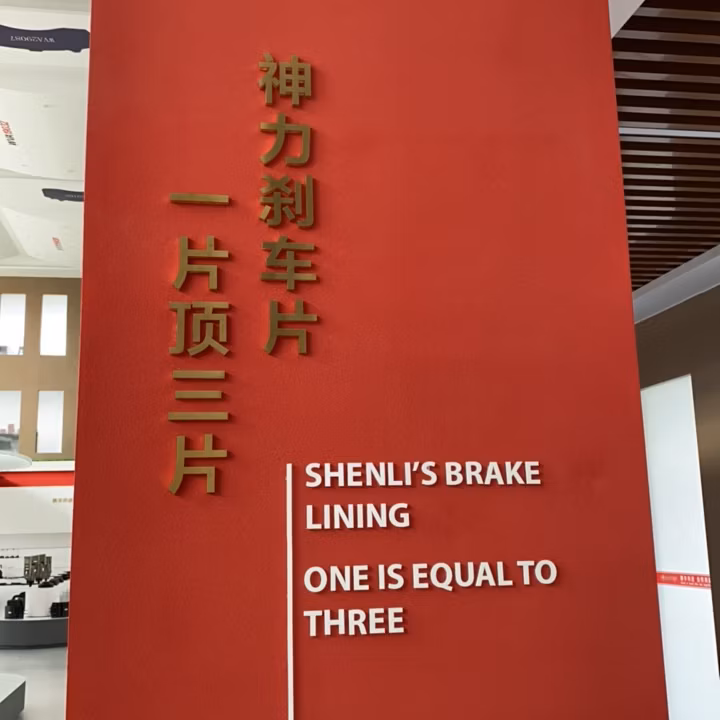 神力刹车片
一片顶三片
SHENLI'S BRAKE
LINING
ONE IS EQUAL TO
THREE